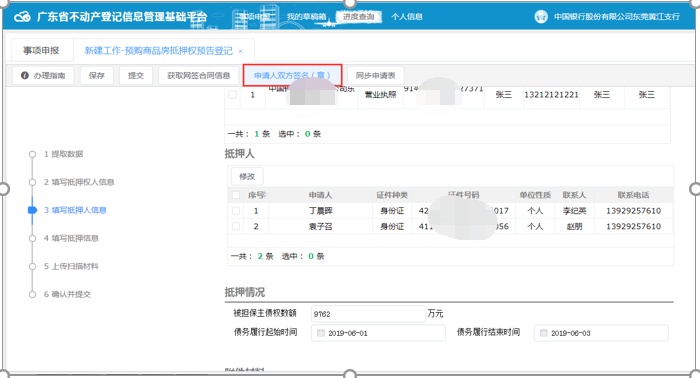 广东省不动产登记信息管理基础平台 事项申报 我的草稿箱 进度查询 个人信息 中国银行股份有限公司东莞黄江支行
事项申报 新建工作-预购商品房抵押权预告登记 ×
办理指南 保存 提交 获取网签合同信息 申请人双方签名（章） 同步申请表
1 营业执照 91 27371 张三 13212121221 张三 张三
一共： 1 条 选中： 0 条
抵押人
修改
序号: 申请人 证件种类 证件号码 单位性质 联系人 联系电话
1 丁晨晖 身份证 42 017 个人 李纪英 13929257610
2 袁子召 身份证 411 056 个人 赵朋 13929257610
一共： 2 条 选中： 0 条
1 提取数据
2 填写抵押权人信息
3 填写抵押人信息
4 填写抵押信息
5 上传扫描材料
6 确认并提交
抵押情况
被担保主债权数额 9762 万元
债务履行起始时间 2019-06-01 债务履行结束时间 2019-06-03